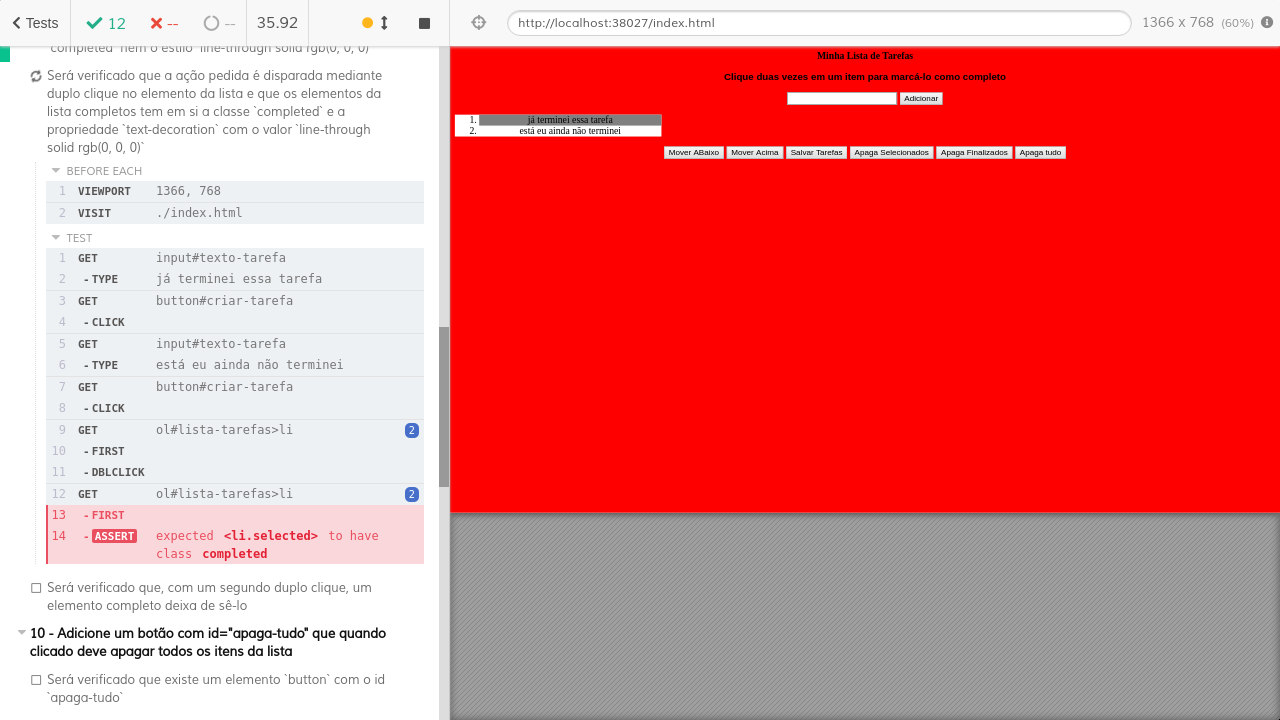 Tests 12 -- -- 35.92
http://localhost:38027/index.html 1366 x 768 (60%)
`completed` nem o estilo `line-through solid rgb(0, 0, 0)`
Será verificado que a ação pedida é disparada mediante
duplo clique no elemento da lista e que os elementos da
lista completos tem em si a classe `completed` e a
propriedade `text-decoration` com o valor `line-through
solid rgb(0, 0, 0)`
BEFORE EACH
1 VIEWPORT 1366, 768
2 VISIT ./index.html
TEST
1 GET input#texto-tarefa
2 -TYPE já terminei essa tarefa
3 GET button#criar-tarefa
4 -CLICK
5 GET input#texto-tarefa
6 -TYPE está eu ainda não terminei
7 GET button#criar-tarefa
8 -CLICK
9 GET ol#lista-tarefas>li 2
10 -FIRST
11 -DBLCLICK
12 GET ol#lista-tarefas>li 2
13 -FIRST
14 -ASSERT expected <li.selected> to have
class completed
Será verificado que, com um segundo duplo clique, um
elemento completo deixa de sê-lo
10 - Adicione um botão com id="apaga-tudo" que quando
clicado deve apagar todos os itens da lista
Será verificado que existe um elemento `button` com o id
`apaga-tudo`
Minha Lista de Tarefas
Clique duas vezes em um item para marcá-lo como completo
Adicionar
1. já terminei essa tarefa
2. está eu ainda não terminei
Mover ABaixo Mover Acima Salvar Tarefas Apaga Selecionados Apaga Finalizados Apaga tudo